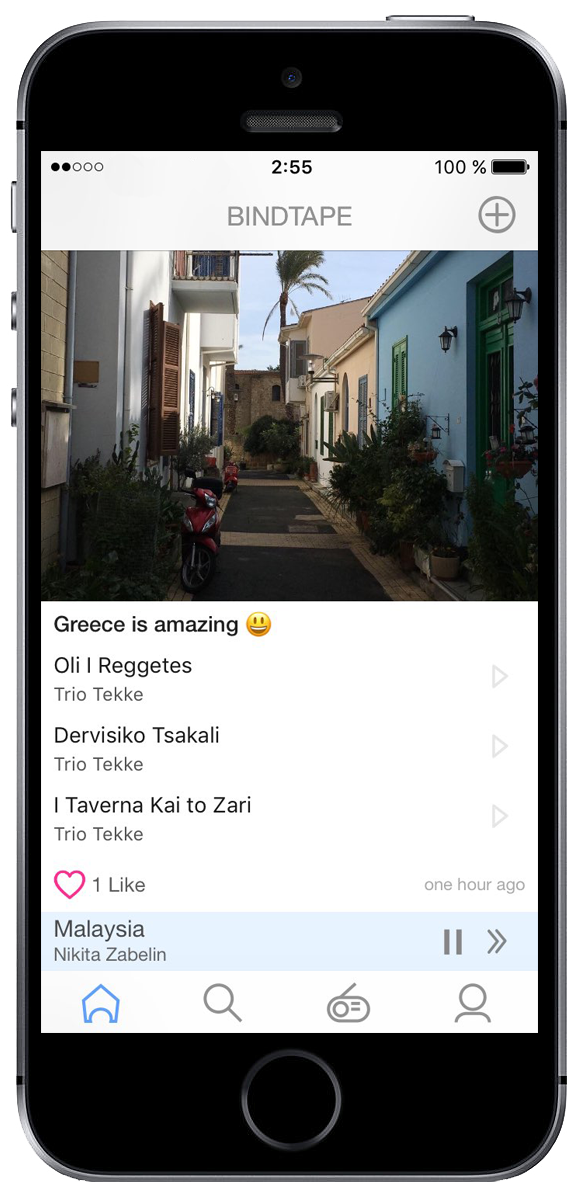 2:55
100 %
BINDTAPE
Greece is amazing 😃
Oli I Reggetes
Trio Tekke
Dervisiko Tsakali
Trio Tekke
I Taverna Kai to Zari
Trio Tekke
1 Like
one hour ago
Malaysia
Nikita Zabelin